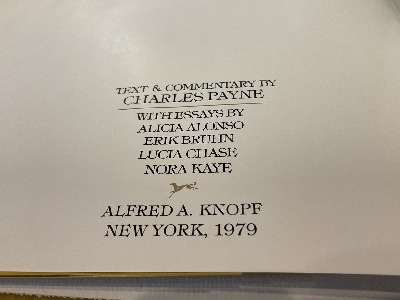 TEXT & COMMENTARY BY
CHARLES PAYNE
WITH ESSAYS BY
ALICIA ALONSO
ERIK BRUHN
LUCIA CHASE
NORA KAYE
ALFRED A. KNOPF
NEW YORK, 1979